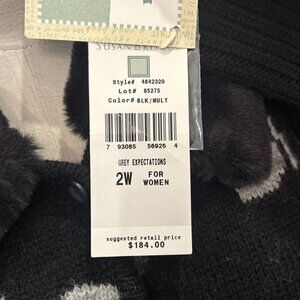 SUSAN BRISTOL
Style# 4842320
Lot# 85275
Color# BLK/MULT
7 93085 56926 4
GREY EXPECTATIONS
2W FOR
WOMEN
suggested retail price
$184.00